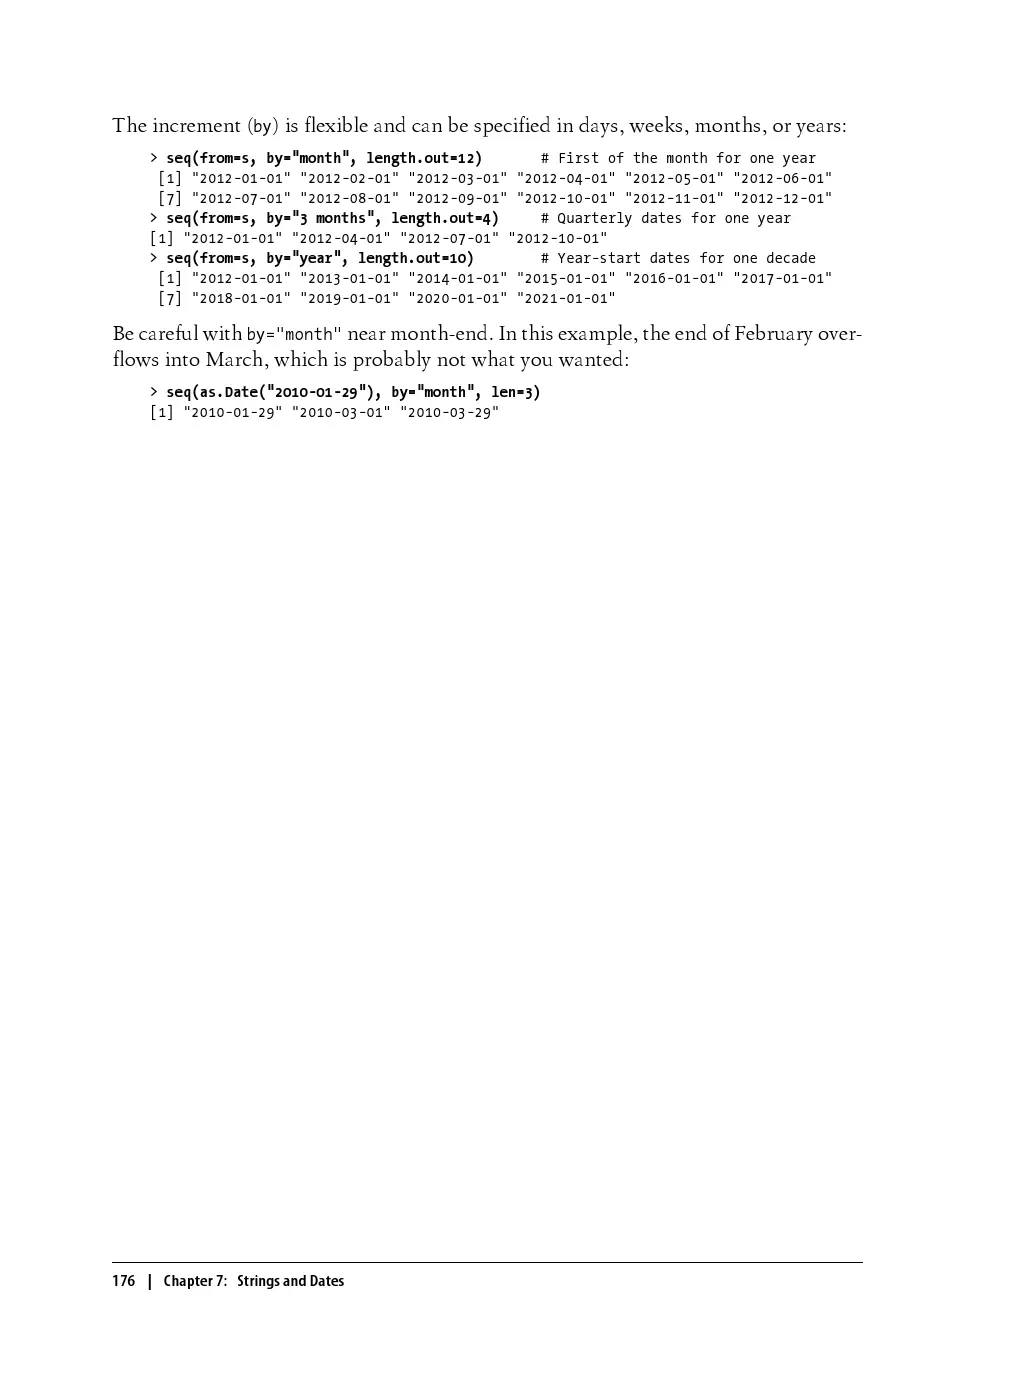 The increment (by) is flexible and can be specified in days, weeks, months, or years:
> seq(from=s, by="month", length.out=12)       # First of the month for one year
 [1] "2012-01-01" "2012-02-01" "2012-03-01" "2012-04-01" "2012-05-01" "2012-06-01"
 [7] "2012-07-01" "2012-08-01" "2012-09-01" "2012-10-01" "2012-11-01" "2012-12-01"
> seq(from=s, by="3 months", length.out=4)     # Quarterly dates for one year
[1] "2012-01-01" "2012-04-01" "2012-07-01" "2012-10-01"
> seq(from=s, by="year", length.out=10)        # Year-start dates for one decade
 [1] "2012-01-01" "2013-01-01" "2014-01-01" "2015-01-01" "2016-01-01" "2017-01-01"
 [7] "2018-01-01" "2019-01-01" "2020-01-01" "2021-01-01"
Be careful with by="month" near month-end. In this example, the end of February over-
flows into March, which is probably not what you wanted:
> seq(as.Date("2010-01-29"), by="month", len=3)
[1] "2010-01-29" "2010-03-01" "2010-03-29"
176 | Chapter 7: Strings and Dates